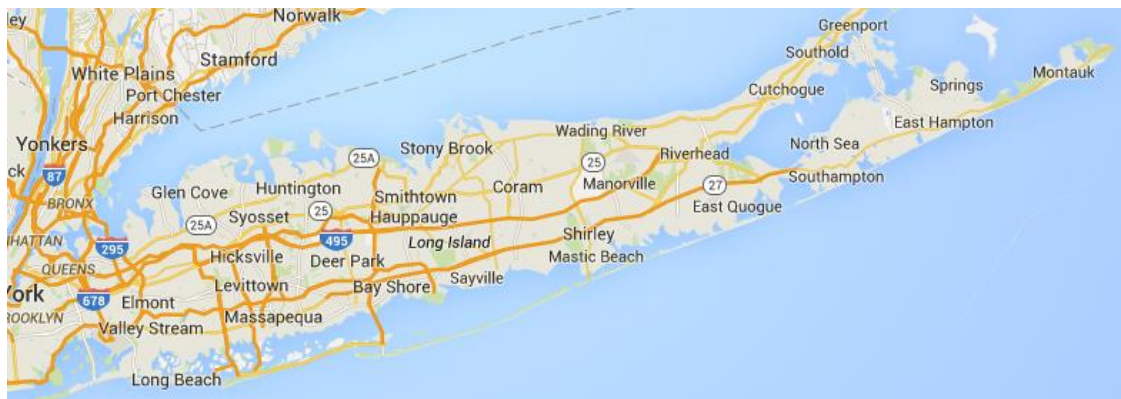 ley
Norwalk
Greenport
Stamford
Southold
White Plains
Montauk
Springs
Port Chester
Cutchogue
Harrison
East Hampton
Wading River
Yonkers
North Sea
Stony Brook
Riverhead
25A
25
ck
87
Southampton
Manorville
Coram
27
Huntington
Smithtown
Glen Cove
BRONX
East Quogue
25
Hauppauge
Syosset
25A
Shirley
495
Long Island
NHATTAN
295
Mastic Beach
Hicksville
Deer Park
QUEENS
Sayville
Levittown
Bay Shore
York
678
Elmont
ROOKLYN
Massapequa
Valley Stream
Long Beach